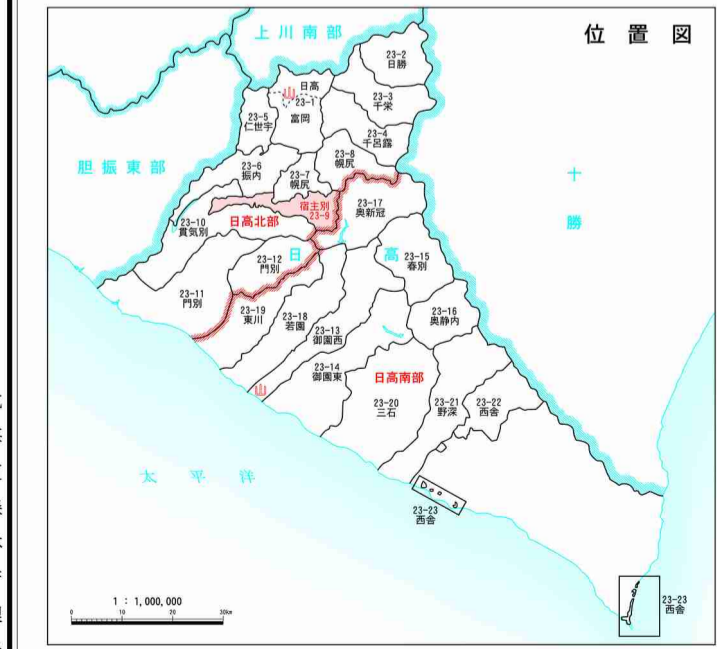 位置図
上川南部
23-2
日勝
日高
23-1
富岡
23-3
千栄
23-5
仁世宇
23-4
千呂露
胆振東部
23-8
幌尻
23-6
振内
23-7
幌尻
十勝
宿主別
23-9
23-17
奥新冠
23-10
貫気別
日高北部
日高
23-12
門別
23-15
春別
23-11
門別
23-19
東川
23-18
若園
23-16
奥静内
23-13
御園西
23-14
御園東
日高南部
23-20
三石
23-21
野深
23-22
西舎
太平洋
23-23
西舎
23-23
西舎
1 : 1,000,000
0 10 20 30km